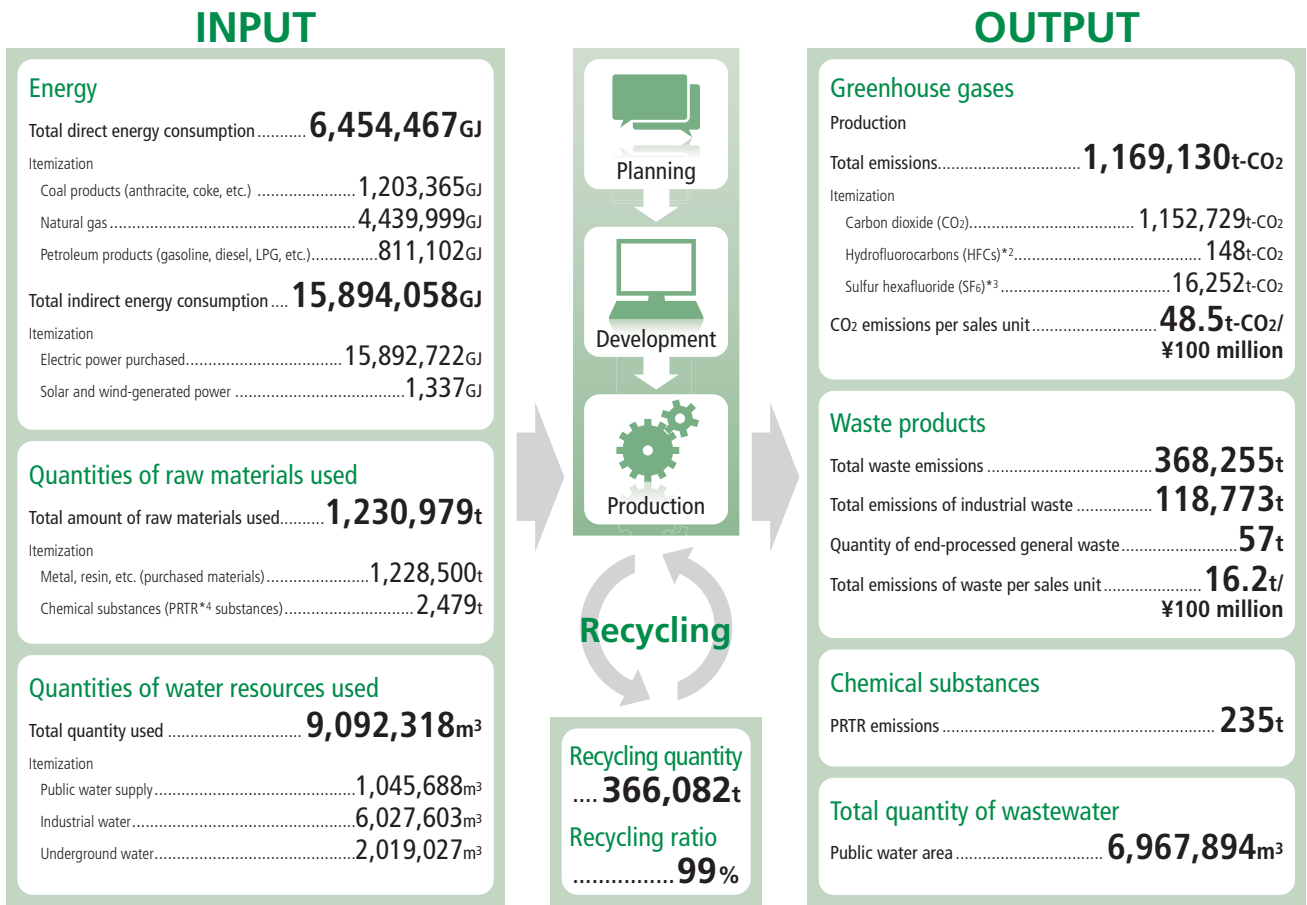 INPUT
Energy
Total direct energy consumption ........... 6,454,467GJ
Itemization
Coal products (anthracite, coke, etc.) ...................... 1,203,365GJ
Natural gas ....................................................... 4,439,999GJ
Petroleum products (gasoline, diesel, LPG, etc.) ............... 811,102GJ
Total indirect energy consumption .... 15,894,058GJ
Itemization
Electric power purchased ................................... 15,892,722GJ
Solar and wind-generated power ...................................... 1,337GJ
Quantities of raw materials used
Total amount of raw materials used.......... 1,230,979t
Itemization
Metal, resin, etc. (purchased materials) ....................... 1,228,500t
Chemical substances (PRTR*4 substances) ............................. 2,479t
Quantities of water resources used
Total quantity used .............................. 9,092,318m3
Itemization
Public water supply ............................................. 1,045,688m3
Industrial water .................................................. 6,027,603m3
Underground water ............................................. 2,019,027m3
Planning
Development
Production
Recycling
Recycling quantity
.... 366,082t
Recycling ratio
................ 99%
OUTPUT
Greenhouse gases
Production
Total emissions ................................ 1,169,130t-CO2
Itemization
Carbon dioxide (CO2) ..................................... 1,152,729t-CO2
Hydrofluorocarbons (HFCs)*2 .......................................... 148t-CO2
Sulfur hexafluoride (SF6)*3 ...................................... 16,252t-CO2
CO2 emissions per sales unit ............................ 48.5t-CO2/
¥100 million
Waste products
Total waste emissions ..................................... 368,255t
Total emissions of industrial waste ................. 118,773t
Quantity of end-processed general waste .......................... 57t
Total emissions of waste per sales unit ...................... 16.2t/
¥100 million
Chemical substances
PRTR emissions ............................................................. 235t
Total quantity of wastewater
Public water area ................................. 6,967,894m3